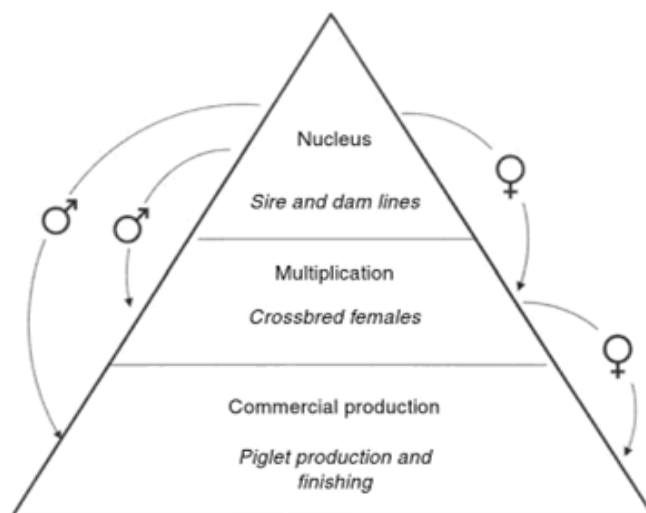 Nucleus
Sire and dam lines
Multiplication
Crossbred females
Commercial production
Piglet production and
finishing